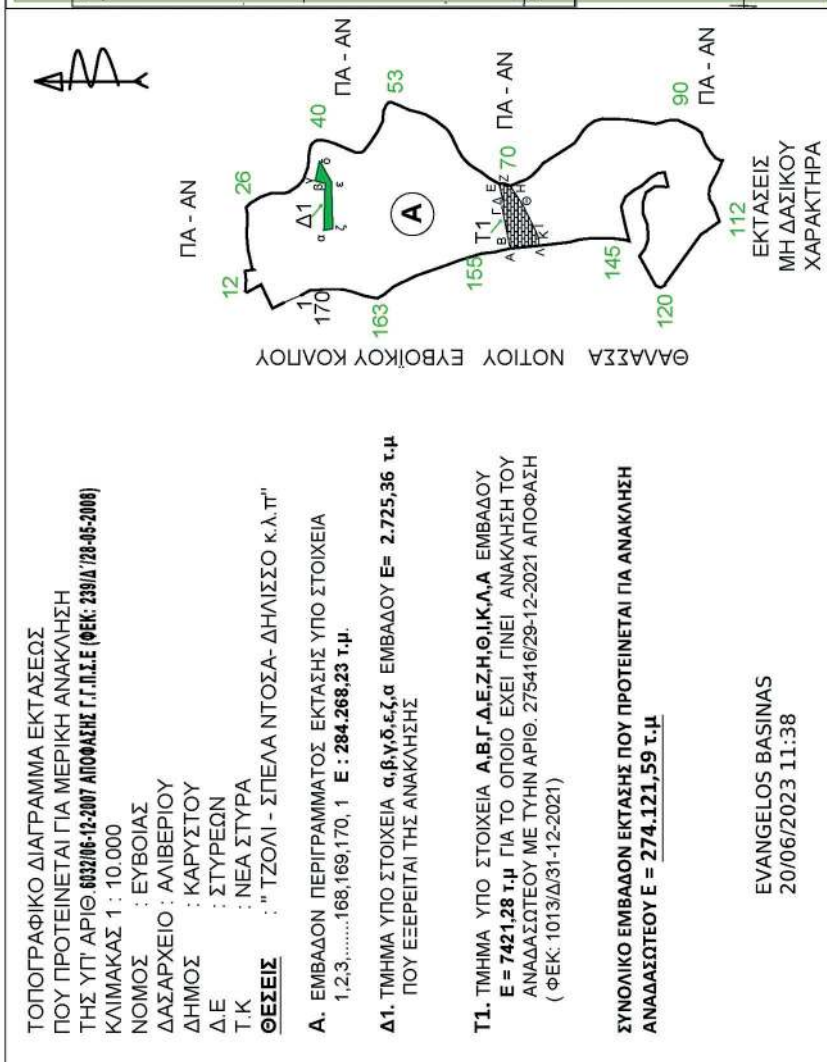 ΤΟΠΟΓΡΑΦΙΚΟ ΔΙΑΓΡΑΜΜΑ ΕΚΤΑΣΕΩΣ
ΠΟΥ ΠΡΟΤΕΙΝΕΤΑΙ ΓΙΑ ΜΕΡΙΚΗ ΑΝΑΚΛΗΣΗ
ΤΗΣ ΥΠ' ΑΡΙΘ.6032/06-12-2007 ΑΠΟΦΑΣΗΣ Γ.Γ.Π.Σ.Ε (ΦΕΚ: 239/Δ΄/28-05-2008)
ΚΛΙΜΑΚΑΣ 1 : 10.000
ΝΟΜΟΣ : ΕΥΒΟΙΑΣ
ΔΑΣΑΡΧΕΙΟ : ΑΛΙΒΕΡΙΟΥ
ΔΗΜΟΣ : ΚΑΡΥΣΤΟΥ
Δ.Ε : ΣΤΥΡΕΩΝ
Τ.Κ : ΝΕΑ ΣΤΥΡΑ
ΘΕΣΕΙΣ : " ΤΖΟΛΙ - ΣΠΕΛΑ ΝΤΟΣΑ- ΔΗΛΙΣΣΟ κ.λ.π"
Α. ΕΜΒΑΔΟΝ ΠΕΡΙΓΡΑΜΜΑΤΟΣ ΕΚΤΑΣΗΣ ΥΠΟ ΣΤΟΙΧΕΙΑ
1,2,3,.......168,169,170, 1 Ε : 284.268,23 τ.μ.
Δ1. ΤΜΗΜΑ ΥΠΟ ΣΤΟΙΧΕΙΑ α,β,γ,δ,ε,ζ,α ΕΜΒΑΔΟΥ Ε= 2.725,36 τ.μ
ΠΟΥ ΕΞΕΡΕΙΤΑΙ ΤΗΣ ΑΝΑΚΛΗΣΗΣ
Τ1. ΤΜΗΜΑ ΥΠΟ ΣΤΟΙΧΕΙΑ Α,Β,Γ,Δ,Ε,Ζ,Η,Θ,Ι,Κ,Λ,Α ΕΜΒΑΔΟΥ
Ε = 7421,28 τ.μ ΓΙΑ ΤΟ ΟΠΟΙΟ ΕΧΕΙ ΓΙΝΕΙ ΑΝΑΚΛΗΣΗ ΤΟΥ
ΑΝΑΔΑΣΩΤΕΟΥ ΜΕ ΤΥΗΝ ΑΡΙΘ. 275416/29-12-2021 ΑΠΟΦΑΣΗ
( ΦΕΚ: 1013/Δ/31-12-2021)
ΣΥΝΟΛΙΚΟ ΕΜΒΑΔΟΝ ΕΚΤΑΣΗΣ ΠΟΥ ΠΡΟΤΕΙΝΕΤΑΙ ΓΙΑ ΑΝΑΚΛΗΣΗ
ΑΝΑΔΑΣΩΤΕΟΥ Ε = 274.121,59 τ.μ
EVANGELOS BASINAS
20/06/2023 11:38
ΘΑΛΑΣΣΑ ΝΟΤΙΟΥ ΕΥΒΟΪΚΟΥ ΚΟΛΠΟΥ
ΠΑ - ΑΝ
12
26
40
ΠΑ - ΑΝ
53
1
170
163
Δ1
α
β
γ
δ
ε
ζ
Α
155
Τ1
Α
Β
Γ
Δ
Ε
Ζ
Η
Θ
Ι
Κ
Λ
70
ΠΑ - ΑΝ
145
120
90
ΠΑ - ΑΝ
112
ΕΚΤΑΣΕΙΣ
ΜΗ ΔΑΣΙΚΟΥ
ΧΑΡΑΚΤΗΡΑ